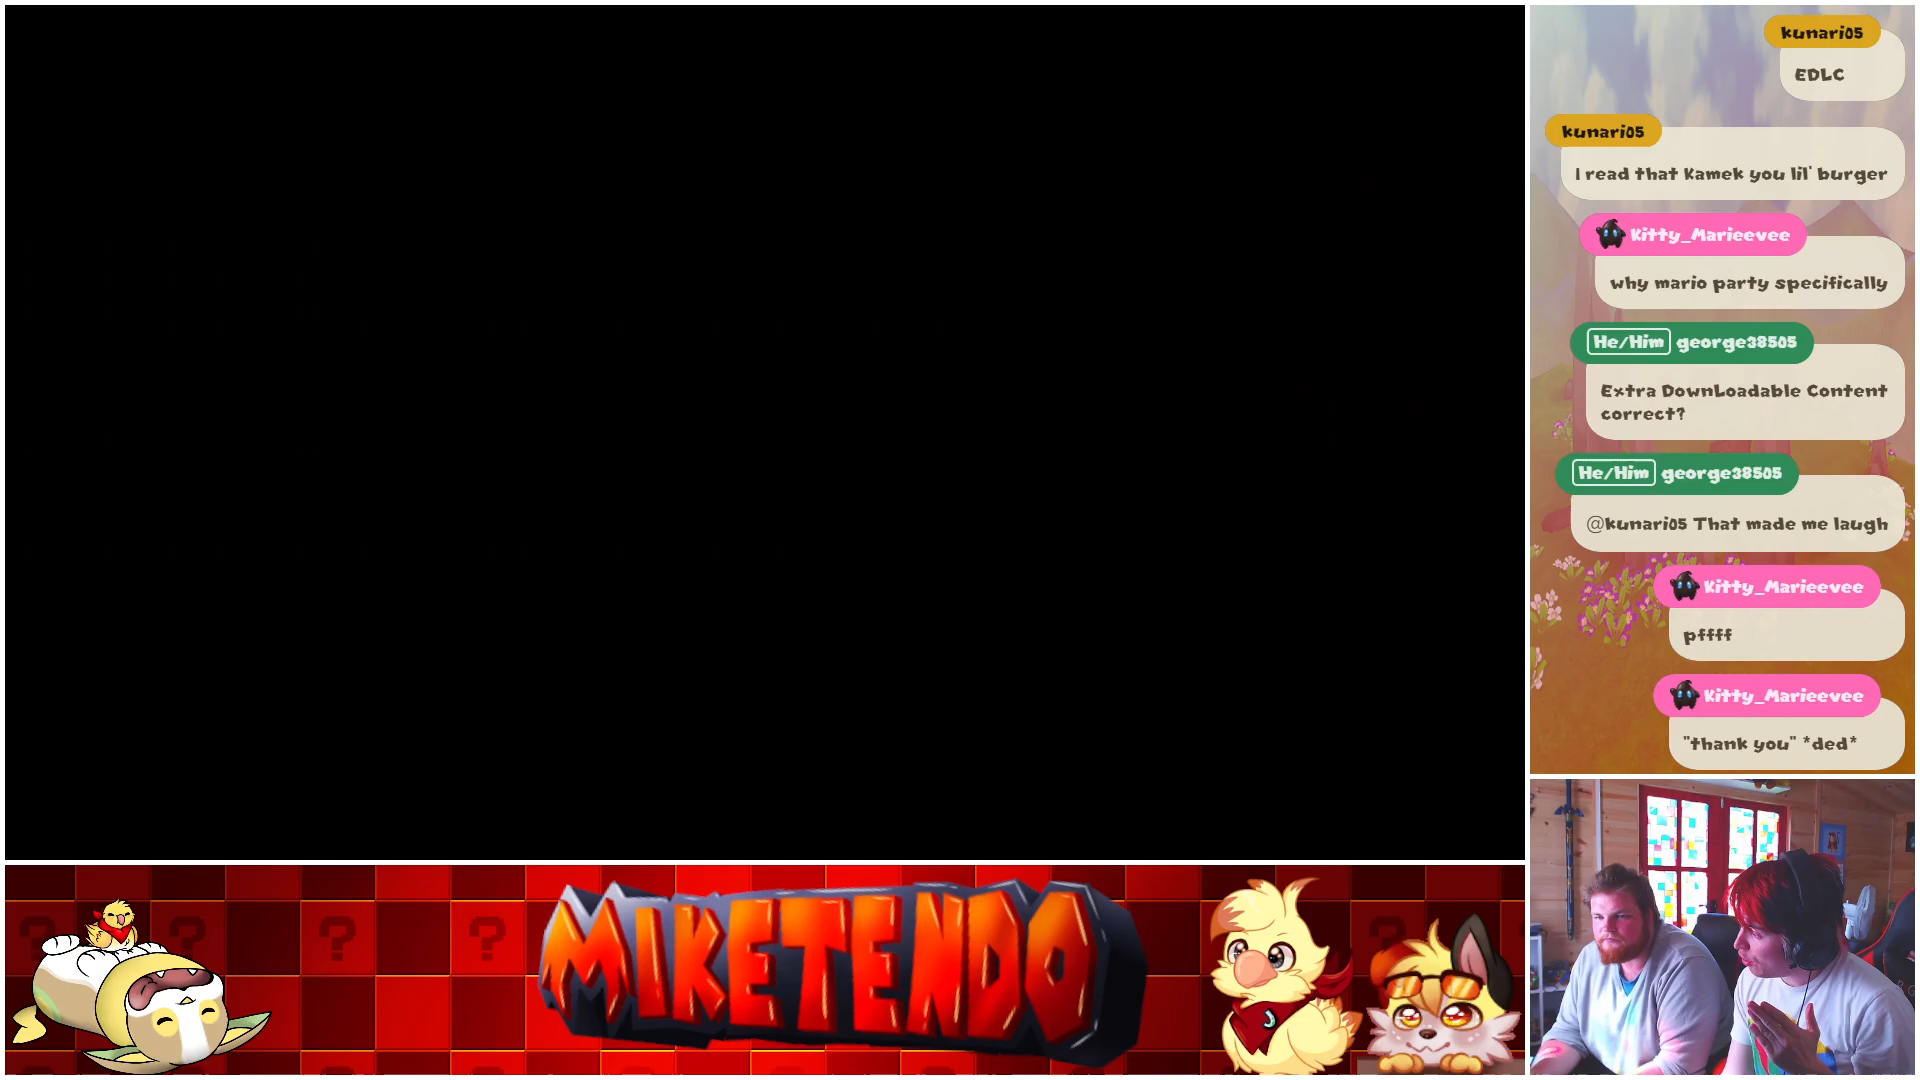 kunari05
EDLC
kunari05
I read that Kamek you lil' burger
Kitty_Marieevee
why mario party specifically
He/Him george38505
Extra DownLoadable Content
correct?
He/Him george38505
@kunari05 That made me laugh
Kitty_Marieevee
pffff
Kitty_Marieevee
"thank you" *ded*
MIKETENDO